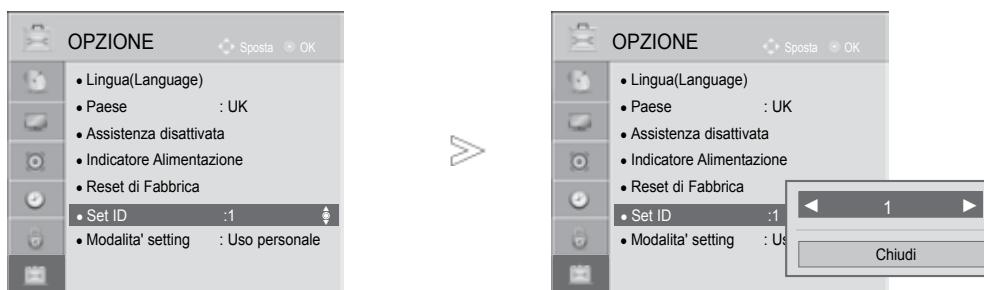 OPZIONE Sposta OK
• Lingua(Language)
• Paese : UK
• Assistenza disattivata
• Indicatore Alimentazione
• Reset di Fabbrica
• Set ID :1
• Modalita' setting : Uso personale
OPZIONE Sposta OK
• Lingua(Language)
• Paese : UK
• Assistenza disattivata
• Indicatore Alimentazione
• Reset di Fabbrica
• Set ID :1
• Modalita' setting : Us
◄ 1 ►
Chiudi